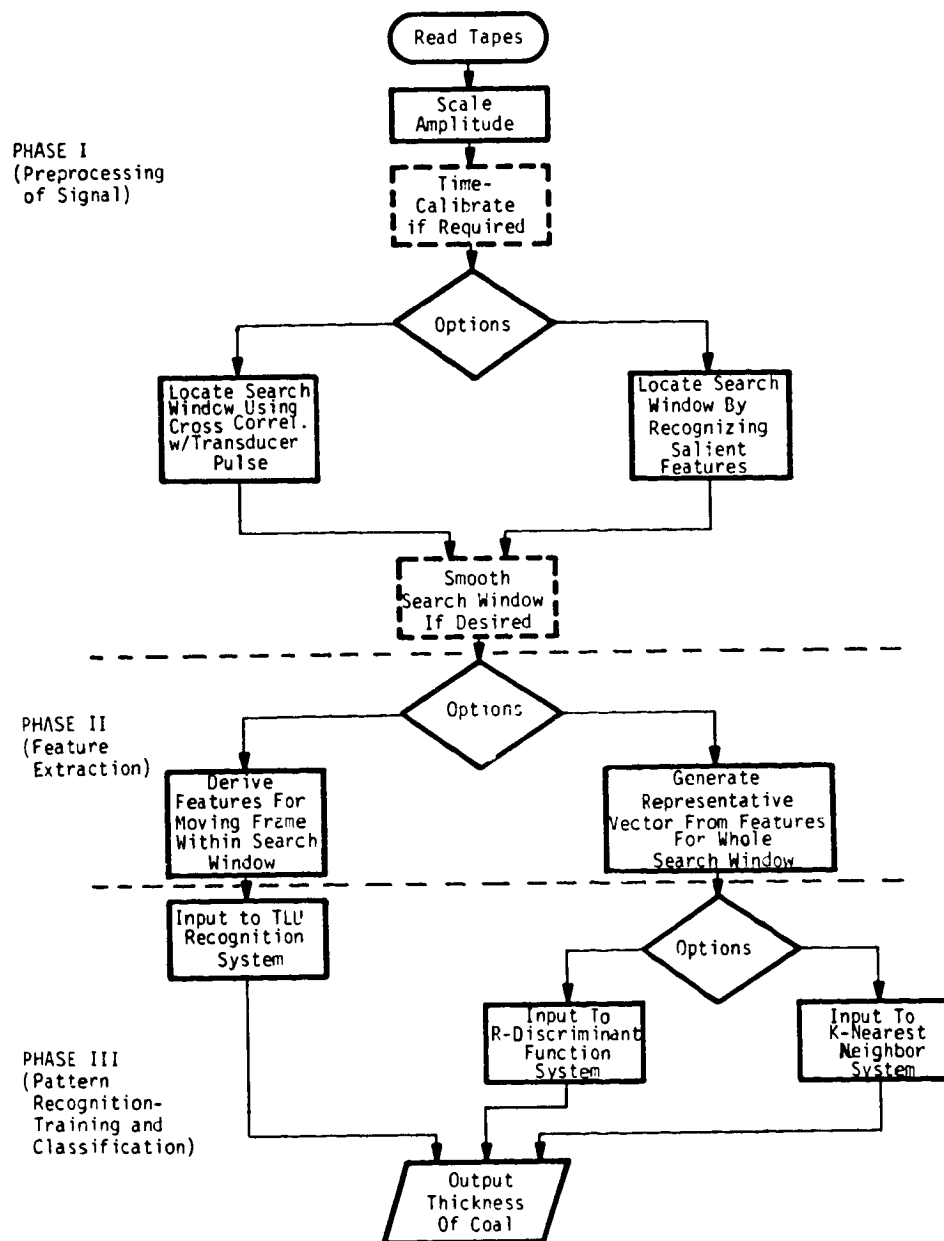 Read Tapes
Scale
Amplitude
PHASE I
(Preprocessing
of Signal)
Time-
Calibrate
if Required
Options
Locate Search
Window Using
Cross Correl.
w/Transducer
Pulse
Locate Search
Window By
Recognizing
Salient
Features
Smooth
Search Window
If Desired
PHASE II
(Feature
Extraction)
Options
Derive
Features For
Moving Frame
Within Search
Window
Generate
Representative
Vector From Features
For Whole
Search Window
Input to TLU
Recognition
System
Options
PHASE III
(Pattern
Recognition-
Training and
Classification)
Input To
R-Discriminant
Function
System
Input To
K-Nearest
Neighbor
System
Output
Thickness
Of Coal